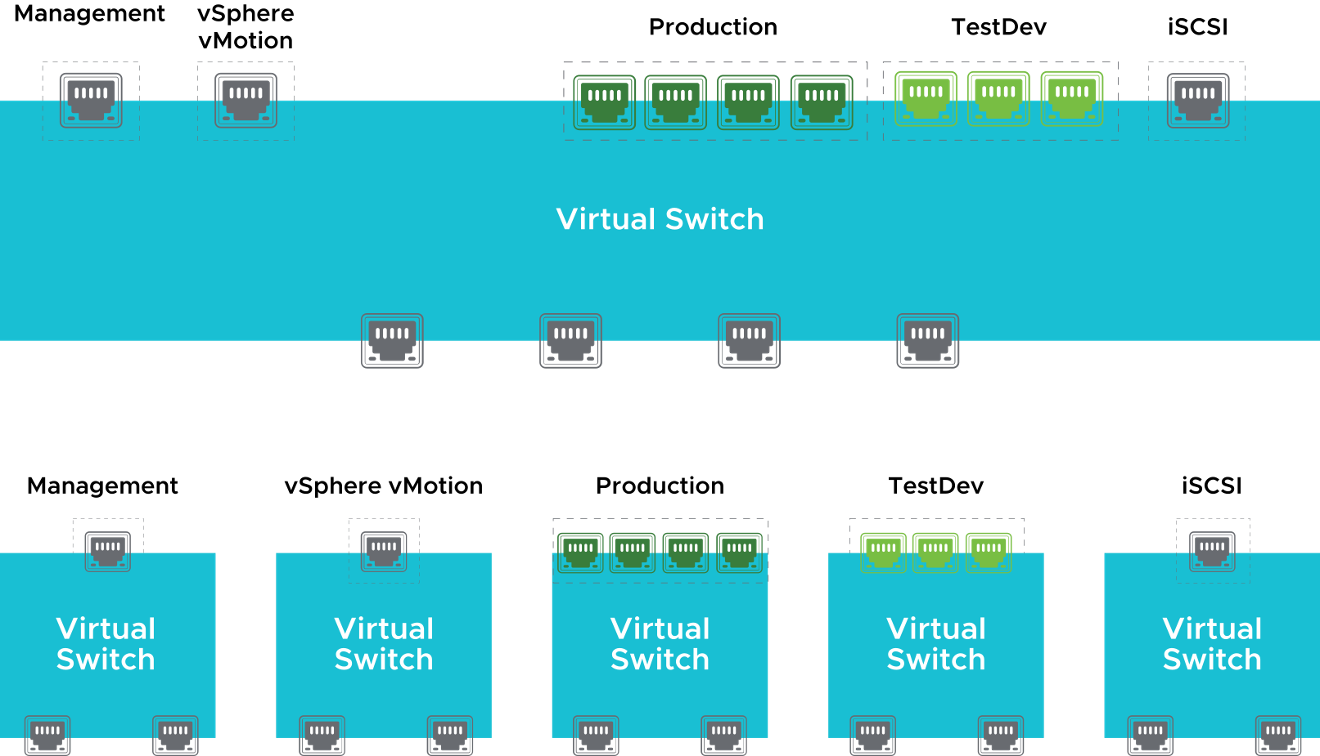 Management
vSphere
vMotion
Production
TestDev
iSCSI
Virtual Switch
Management
vSphere vMotion
Production
TestDev
iSCSI
Virtual
Switch
Virtual
Switch
Virtual
Switch
Virtual
Switch
Virtual
Switch